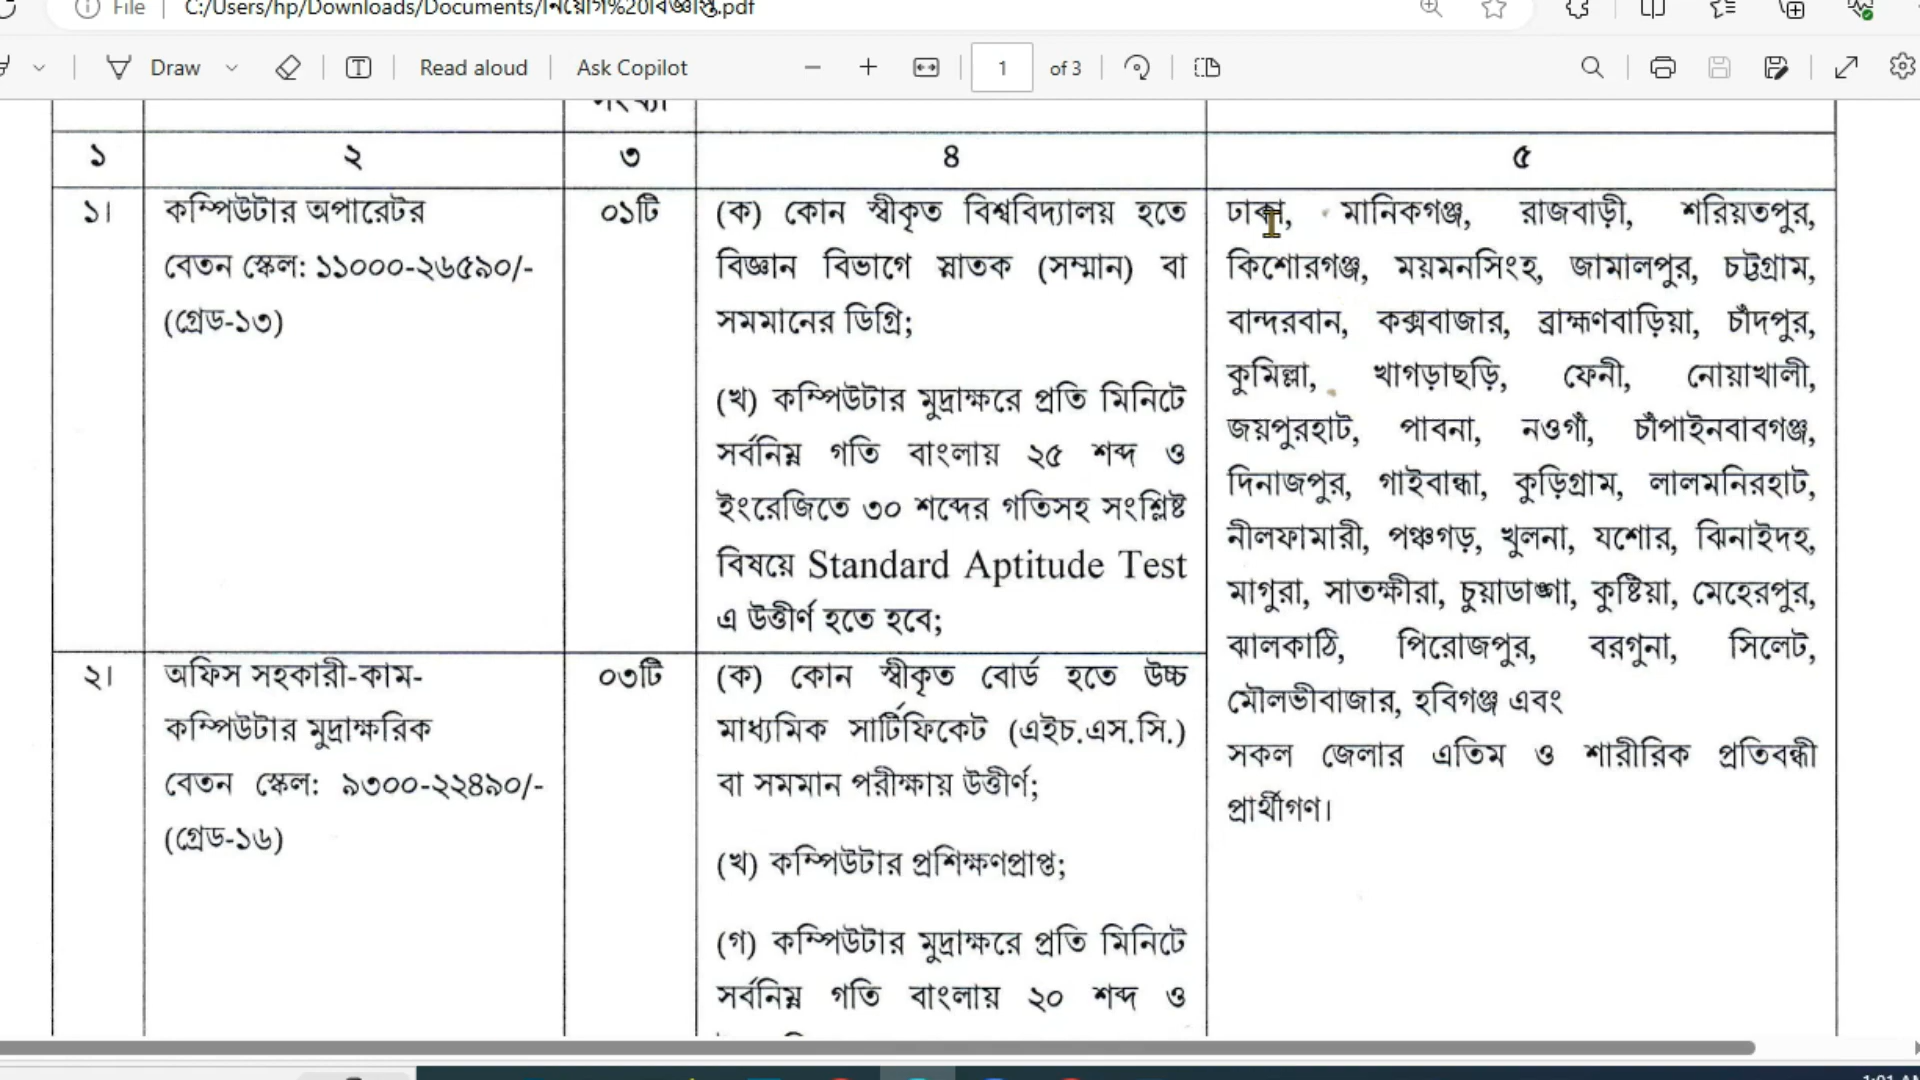 File | C:/Users/hp/Downloads/Documents/নিয়োগ%20বিজ্ঞপ্তি.pdf
Draw Read aloud Ask Copilot 1 of 3
সংখ্যা
১ ২ ৩ ৪ ৫
১।
কম্পিউটার অপারেটর
বেতন স্কেল: ১১০০০-২৬৫৯০/-
(গ্রেড-১৩)
০১টি
(ক) কোন স্বীকৃত বিশ্ববিদ্যালয় হতে
বিজ্ঞান বিভাগে স্নাতক (সম্মান) বা
সমমানের ডিগ্রি;
(খ) কম্পিউটার মুদ্রাক্ষরে প্রতি মিনিটে
সর্বনিম্ন গতি বাংলায় ২৫ শব্দ ও
ইংরেজিতে ৩০ শব্দের গতিসহ সংশ্লিষ্ট
বিষয়ে Standard Aptitude Test
এ উত্তীর্ণ হতে হবে;
ঢাকা, মানিকগঞ্জ, রাজবাড়ী, শরিয়তপুর,
কিশোরগঞ্জ, ময়মনসিংহ, জামালপুর, চট্টগ্রাম,
বান্দরবান, কক্সবাজার, ব্রাহ্মণবাড়িয়া, চাঁদপুর,
কুমিল্লা, খাগড়াছড়ি, ফেনী, নোয়াখালী,
জয়পুরহাট, পাবনা, নওগাঁ, চাঁপাইনবাবগঞ্জ,
দিনাজপুর, গাইবান্ধা, কুড়িগ্রাম, লালমনিরহাট,
নীলফামারী, পঞ্চগড়, খুলনা, যশোর, ঝিনাইদহ,
মাগুরা, সাতক্ষীরা, চুয়াডাঙ্গা, কুষ্টিয়া, মেহেরপুর,
ঝালকাঠি, পিরোজপুর, বরগুনা, সিলেট,
মৌলভীবাজার, হবিগঞ্জ এবং
সকল জেলার এতিম ও শারীরিক প্রতিবন্ধী
প্রার্থীগণ।
২।
অফিস সহকারী-কাম-
কম্পিউটার মুদ্রাক্ষরিক
বেতন স্কেল: ৯৩০০-২২৪৯০/-
(গ্রেড-১৬)
০৩টি
(ক) কোন স্বীকৃত বোর্ড হতে উচ্চ
মাধ্যমিক সার্টিফিকেট (এইচ.এস.সি.)
বা সমমান পরীক্ষায় উত্তীর্ণ;
(খ) কম্পিউটার প্রশিক্ষণপ্রাপ্ত;
(গ) কম্পিউটার মুদ্রাক্ষরে প্রতি মিনিটে
সর্বনিম্ন গতি বাংলায় ২০ শব্দ ও